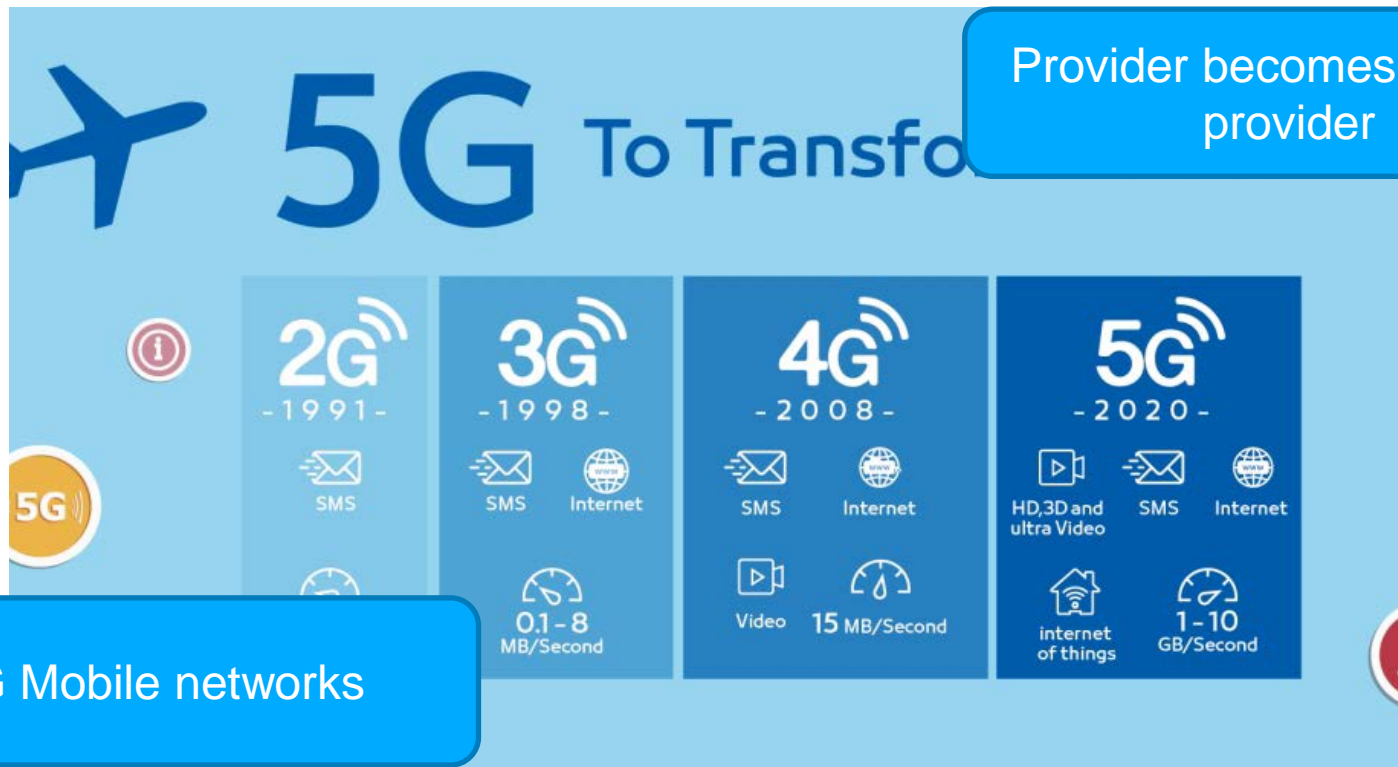 Provider becomes
provider
5G To Transfo
2G
-1991-
SMS
3G
-1998-
SMS Internet
0.1-8
MB/Second
4G
-2008-
SMS Internet
Video 15 MB/Second
5G
-2020-
HD,3D and
ultra Video
SMS Internet
internet
of things
1-10
GB/Second
i
5G
Mobile networks